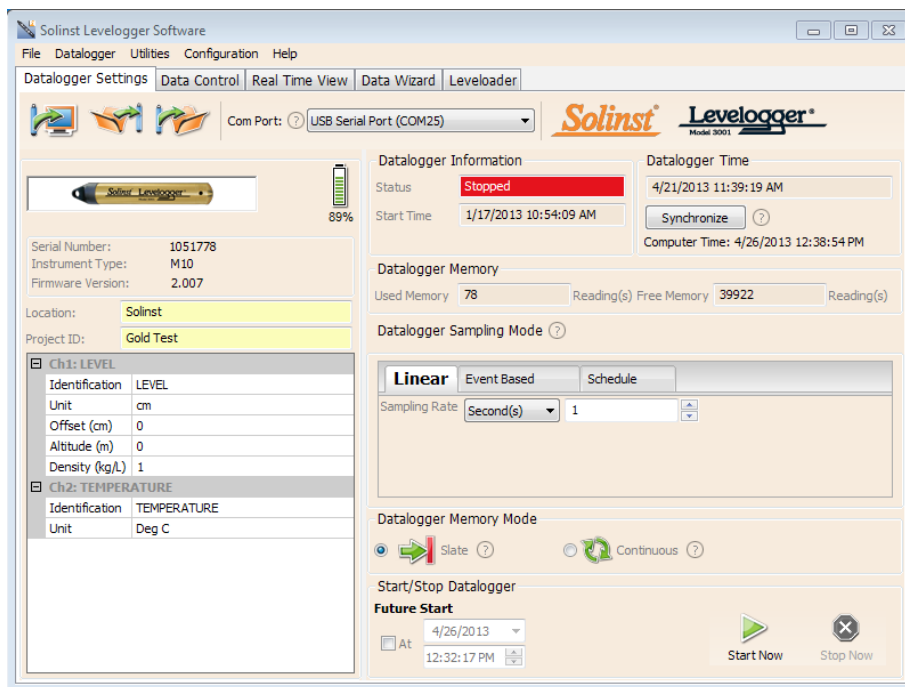 Solinst Levelogger Software
File Datalogger Utilities Configuration Help
Datalogger Settings Data Control Real Time View Data Wizard Leveloader
Com Port: ? USB Serial Port (COM25)
Solinst Levelogger
Model 3001
Solinst Levelogger
89%
Serial Number: 1051778
Instrument Type: M10
Firmware Version: 2.007
Location: Solinst
Project ID: Gold Test
Ch1: LEVEL
Identification LEVEL
Unit cm
Offset (cm) 0
Altitude (m) 0
Density (kg/L) 1
Ch2: TEMPERATURE
Identification TEMPERATURE
Unit Deg C
Datalogger Information
Status Stopped
Start Time 1/17/2013 10:54:09 AM
Datalogger Time
4/21/2013 11:39:19 AM
Synchronize ?
Computer Time: 4/26/2013 12:38:54 PM
Datalogger Memory
Used Memory 78 Reading(s) Free Memory 39922 Reading(s)
Datalogger Sampling Mode ?
Linear Event Based Schedule
Sampling Rate Second(s) 1
Datalogger Memory Mode
Slate ? Continuous ?
Start/Stop Datalogger
Future Start
At 4/26/2013
12:32:17 PM
Start Now Stop Now